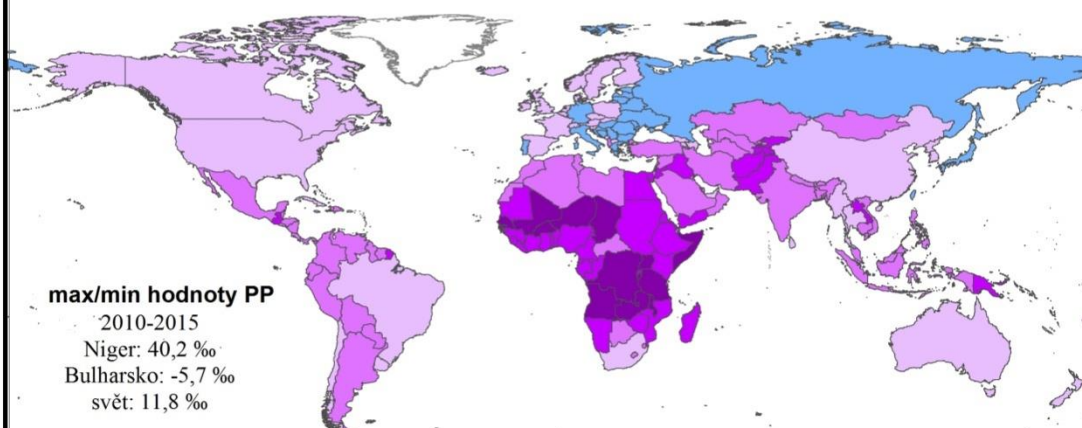 max/min hodnoty PP
2010-2015
Niger: 40,2 ‰
Bulharsko: -5,7 ‰
svět: 11,8 ‰